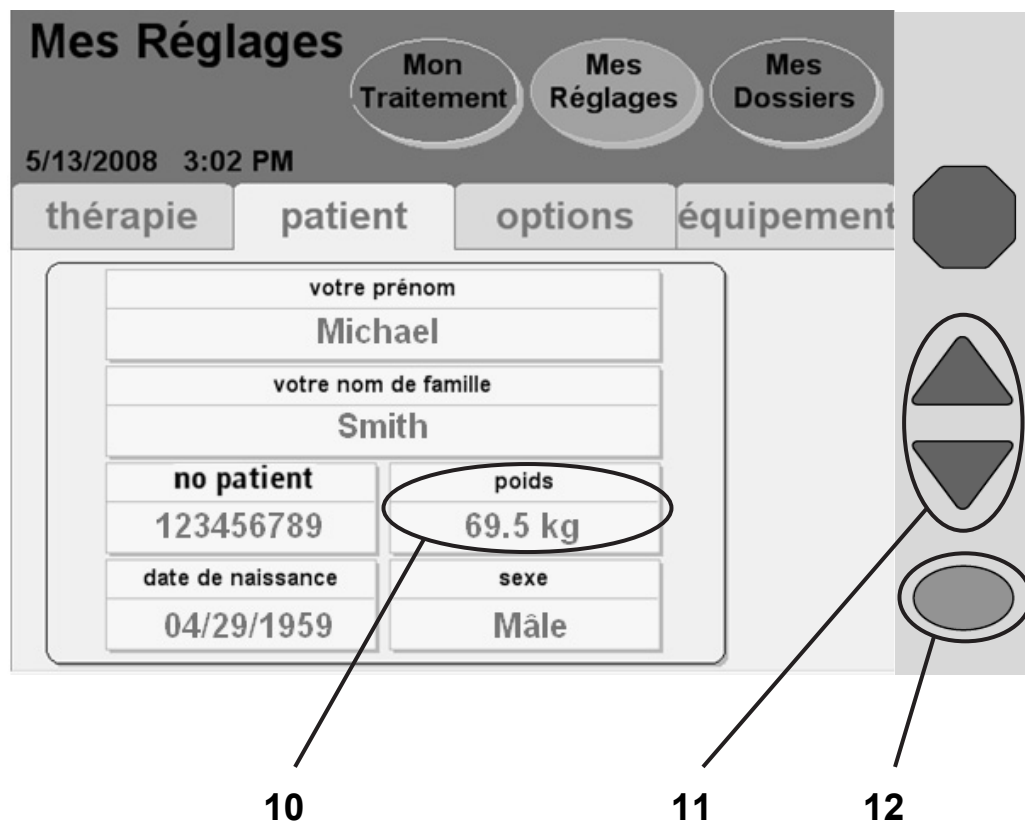 Mes Réglages
Mon
Traitement
Mes
Réglages
Mes
Dossiers
5/13/2008 3:02 PM
thérapie patient options équipement
votre prénom
Michael
votre nom de famille
Smith
no patient poids
123456789 69.5 kg
date de naissance sexe
04/29/1959 Mâle
10 11 12